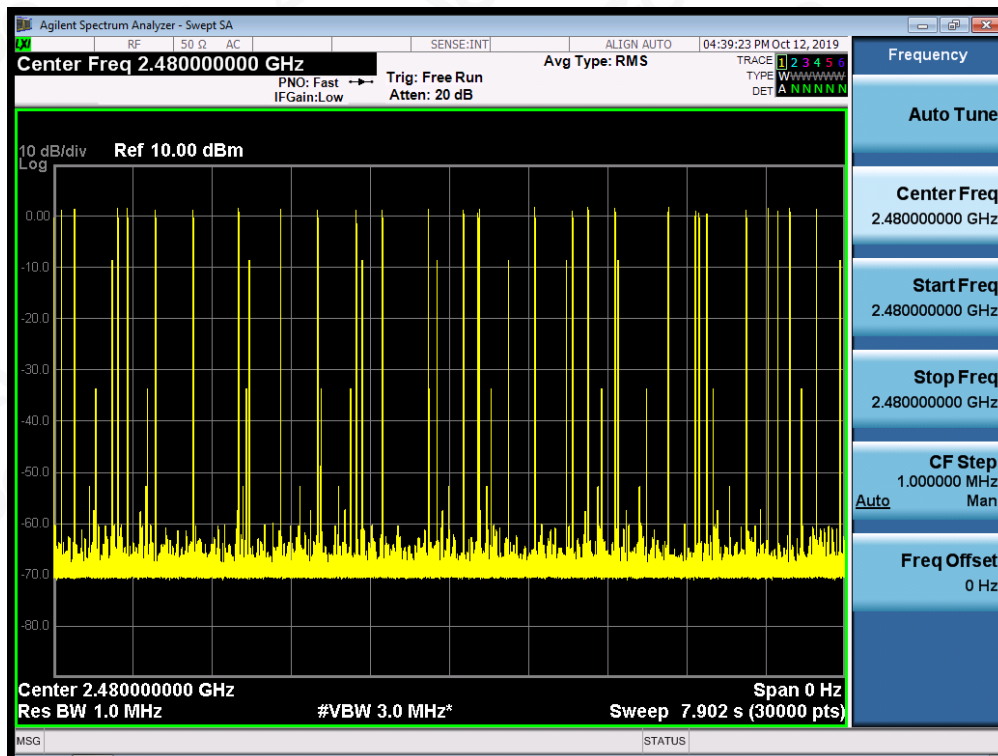 Agilent Spectrum Analyzer - Swept SA
LXI RF 50 Ω AC SENSE:INT ALIGN AUTO 04:39:23 PM Oct 12, 2019
Center Freq 2.480000000 GHz
PNO: Fast
IFGain:Low
Trig: Free Run
Atten: 20 dB
Avg Type: RMS
TRACE 1 2 3 4 5 6
TYPE WWWWWW
DET A N N N N N
10 dB/div Ref 10.00 dBm
Log
0.00
-10.0
-20.0
-30.0
-40.0
-50.0
-60.0
-70.0
-80.0
Center 2.480000000 GHz Span 0 Hz
Res BW 1.0 MHz #VBW 3.0 MHz* Sweep 7.902 s (30000 pts)
MSG STATUS
Frequency
Auto Tune
Center Freq
2.480000000 GHz
Start Freq
2.480000000 GHz
Stop Freq
2.480000000 GHz
CF Step
1.000000 MHz
Auto Man
Freq Offset
0 Hz